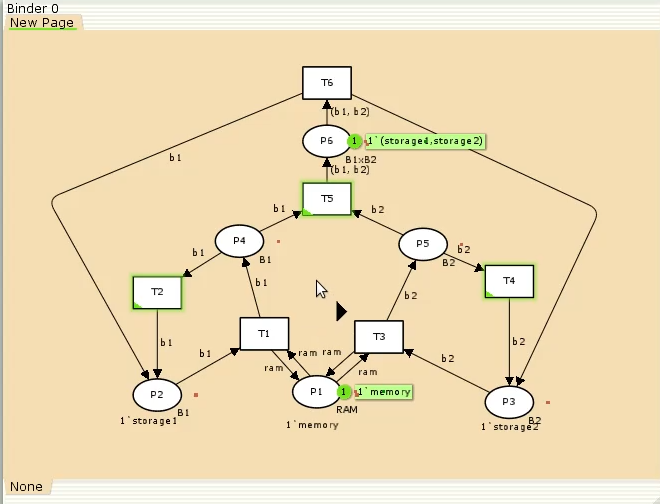 Binder 0
New Page
T6
(b1, b2)
b1
P6
1
1`(storage1,storage2)
B1xB2
(b1, b2)
T5
b1
b2
P4
P5
b2
b1
B1
B2
T2
T4
b1
b2
T1
T3
b1
b2
b1
ram
ram
b2
ram
ram
P2
P1
1
1`memory
P3
B1
RAM
B2
1`storage1
1`memory
1`storage2
None